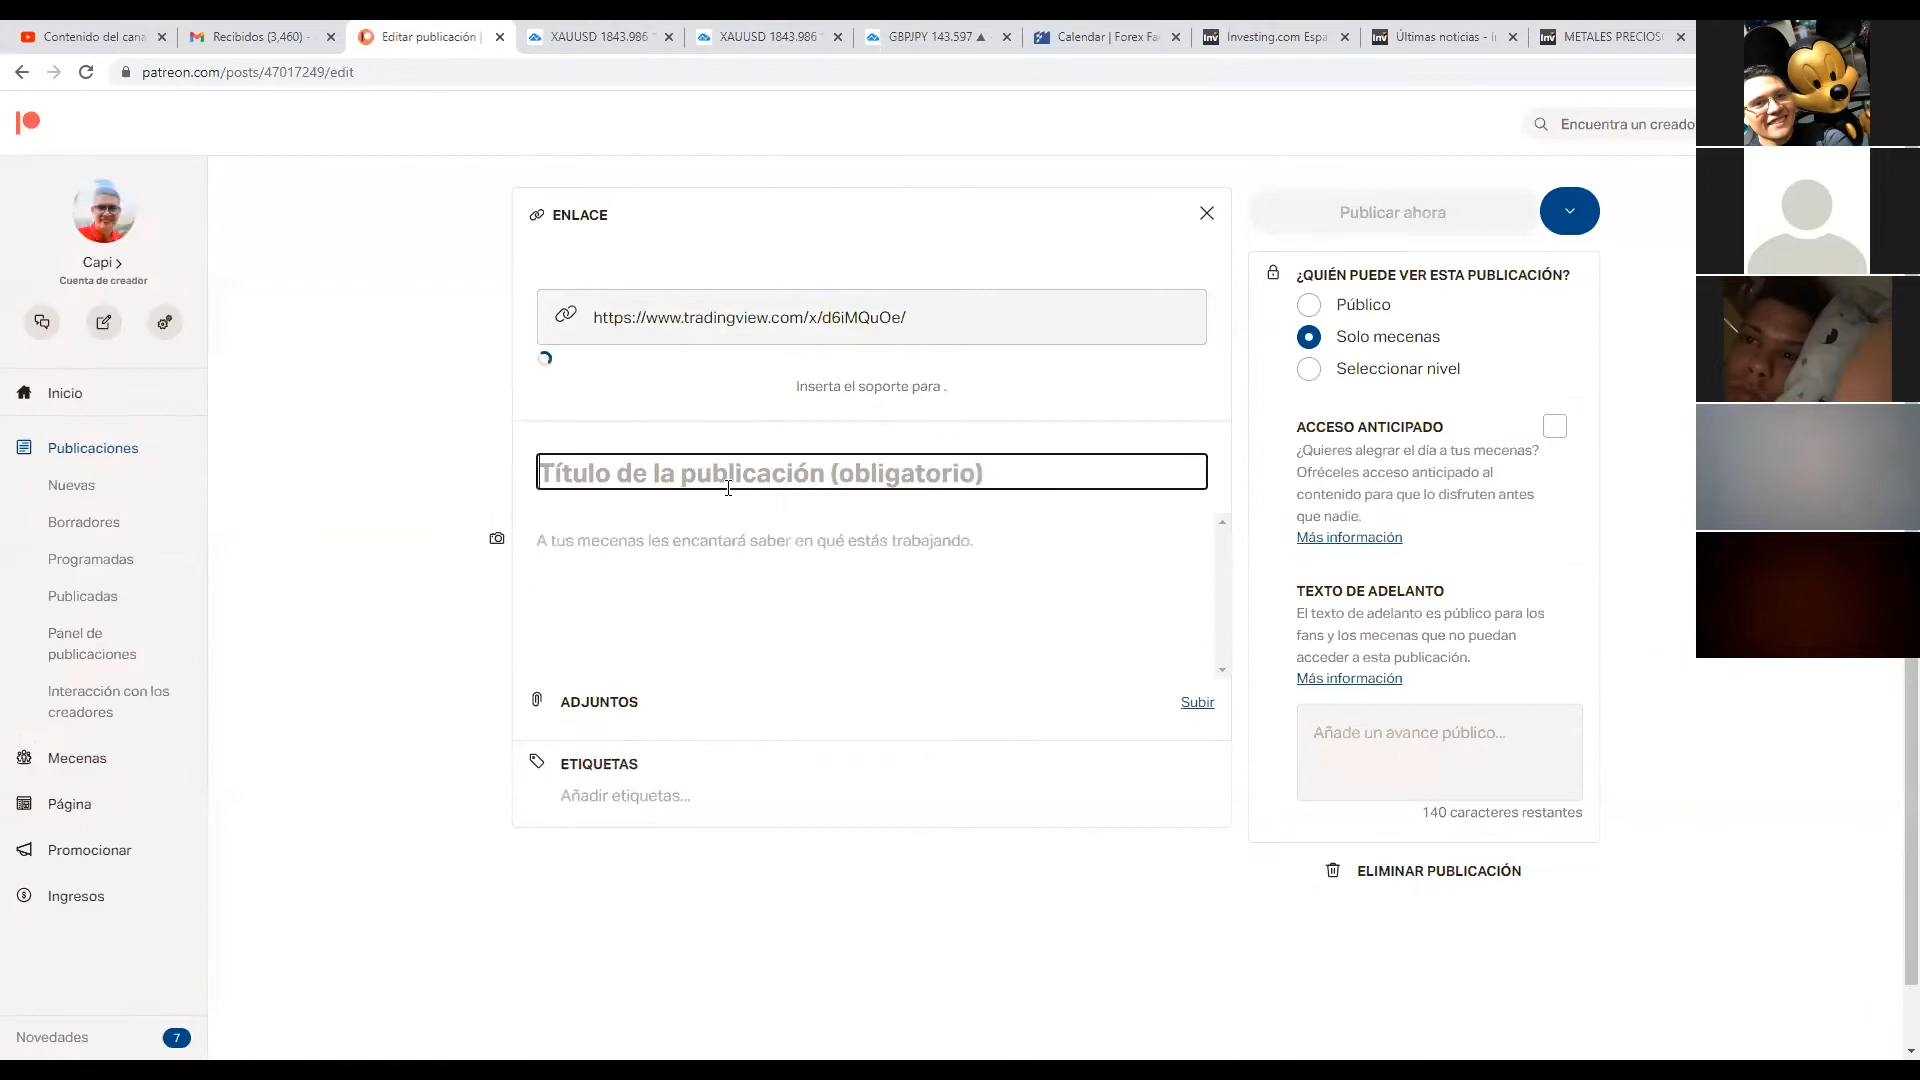 Contenido del cana
Recibidos (3,460) -
Editar publicación |
XAUUSD 1843.986
XAUUSD 1843.986
GBPJPY 143.597 ▲
Calendar | Forex Fa
Investing.com Espa
Últimas noticias - I
METALES PRECIOS
patreon.com/posts/47017249/edit
Encuentra un creado
Capi >
Cuenta de creador
Inicio
Publicaciones
Nuevas
Borradores
Programadas
Publicadas
Panel de
publicaciones
Interacción con los
creadores
Mecenas
Página
Promocionar
Ingresos
Novedades 7
ENLACE
https://www.tradingview.com/x/d6iMQuOe/
Inserta el soporte para .
Título de la publicación (obligatorio)
A tus mecenas les encantará saber en qué estás trabajando.
ADJUNTOS
Subir
ETIQUETAS
Añadir etiquetas...
Publicar ahora
¿QUIÉN PUEDE VER ESTA PUBLICACIÓN?
Público
Solo mecenas
Seleccionar nivel
ACCESO ANTICIPADO
¿Quieres alegrar el día a tus mecenas?
Ofréceles acceso anticipado al
contenido para que lo disfruten antes
que nadie.
Más información
TEXTO DE ADELANTO
El texto de adelanto es público para los
fans y los mecenas que no puedan
acceder a esta publicación.
Más información
Añade un avance público...
140 caracteres restantes
ELIMINAR PUBLICACIÓN